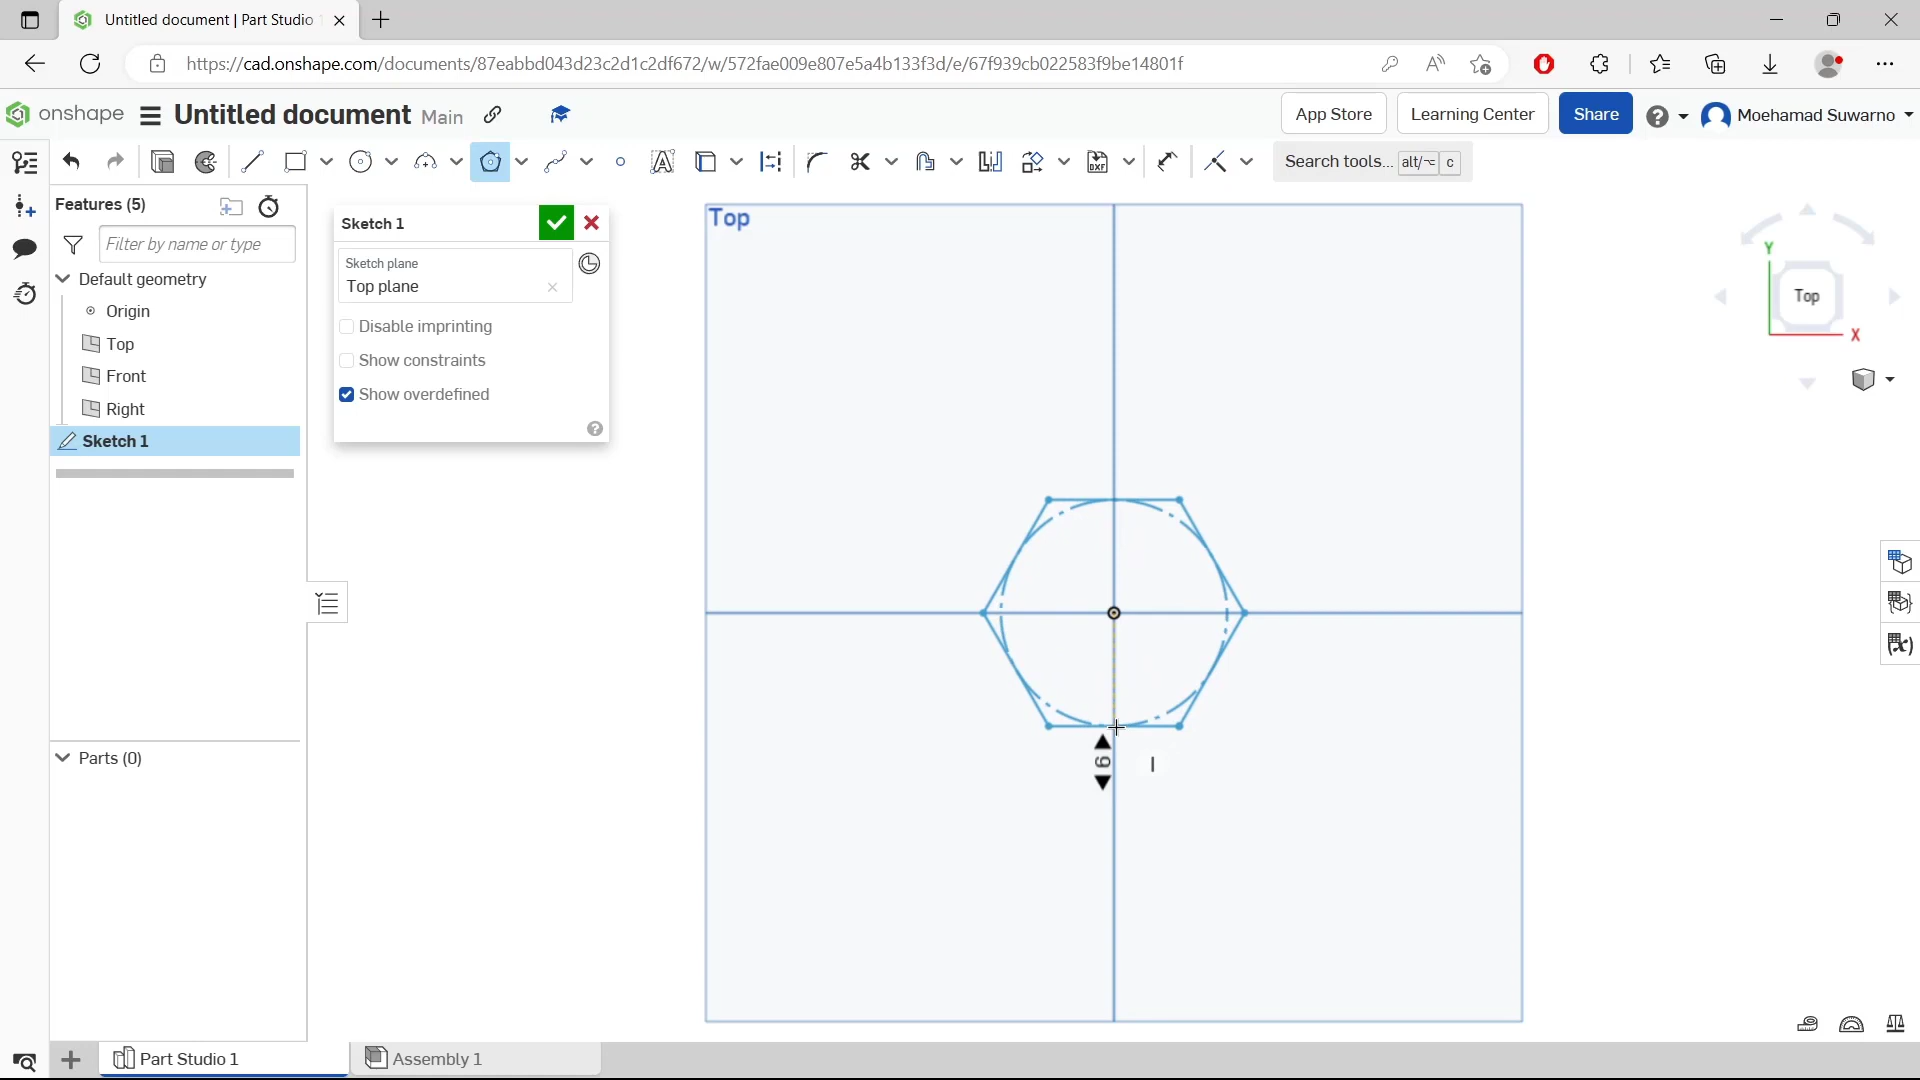 Untitled document | Part Studio
https://cad.onshape.com/documents/87eabbd043d23c2d1c2df672/w/572fae009e807e5a4b133f3d/e/67f939cb022583f9be14801f
onshape Untitled document Main
App Store Learning Center Share Moehamad Suwarno
Search tools... alt/⌥ c
Features (5)
Filter by name or type
Default geometry
Origin
Top
Front
Right
Sketch 1
Parts (0)
Sketch 1
Sketch plane
Top plane
Disable imprinting
Show constraints
Show overdefined
Top
6
Y
Top
X
Part Studio 1
Assembly 1